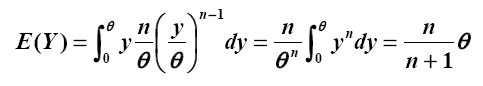 E(Y) = ∫₀^θ y (n/θ) (y/θ)^(n−1) dy = (n/θⁿ) ∫₀^θ yⁿ dy = (n/(n+1)) θ